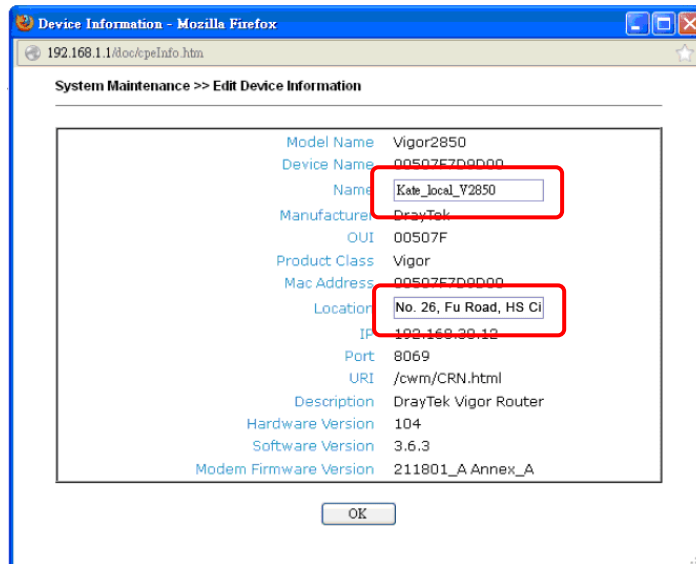 Device Information - Mozilla Firefox
192.168.1.1/doc/cpeInfo.htm
System Maintenance >> Edit Device Information
Model Name Vigor2850
Device Name 00507F7D9D00
Name Kate_local_V2850
Manufacturer DrayTek
OUI 00507F
Product Class Vigor
Mac Address 00507F7D9D00
Location No. 26, Fu Road, HS Ci
IP 192.168.30.12
Port 8069
URI /cwm/CRN.html
Description DrayTek Vigor Router
Hardware Version 104
Software Version 3.6.3
Modem Firmware Version 211801_A Annex_A
OK